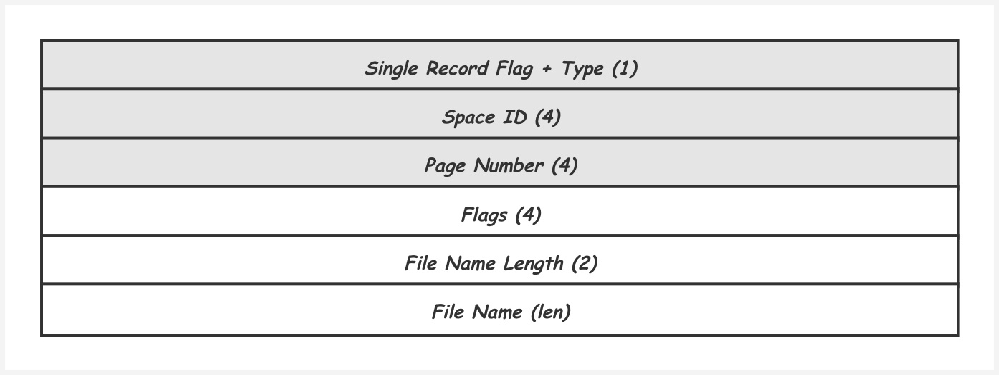 Single Record Flag + Type (1)
Space ID (4)
Page Number (4)
Flags (4)
File Name Length (2)
File Name (len)